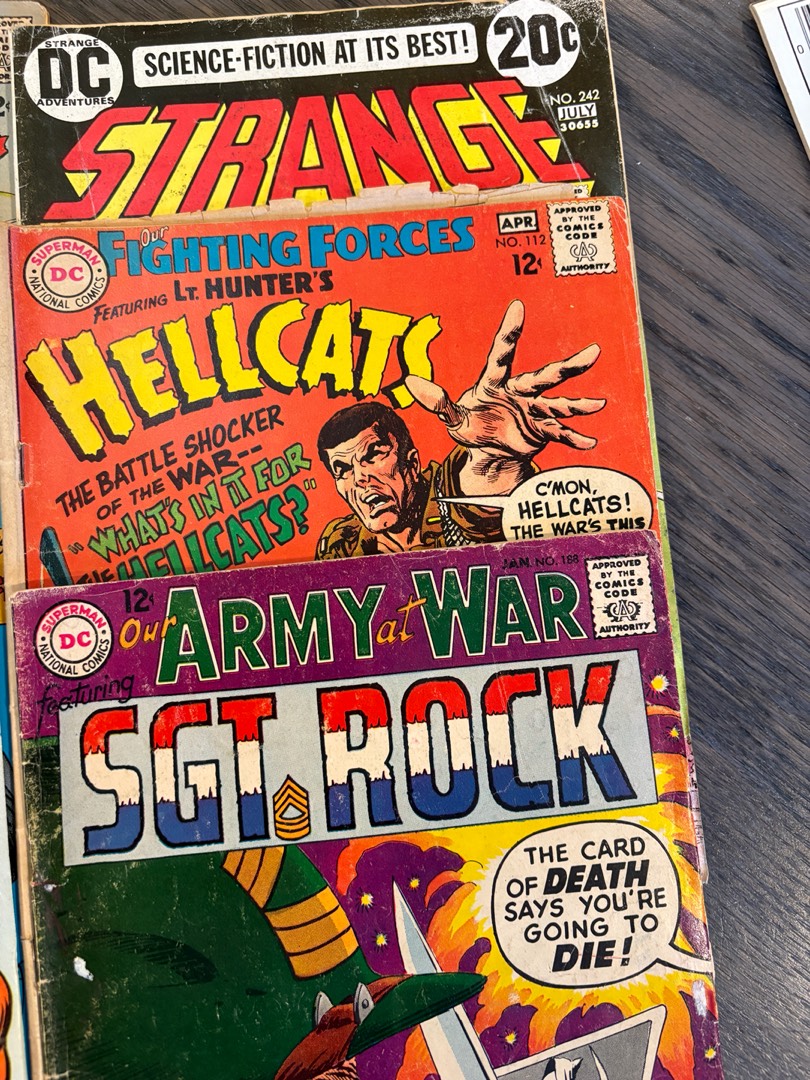 STRANGE
DC
ADVENTURES
SCIENCE-FICTION AT ITS BEST!
20¢
NO. 242
JULY
30655
STRANGE
SUPERMAN
DC
NATIONAL COMICS
Our
FIGHTING FORCES
APR.
NO. 112
12¢
APPROVED
BY THE
COMICS
CODE
AUTHORITY
FEATURING LT. HUNTER'S
HELLCATS
THE BATTLE SHOCKER
OF THE WAR--
"WHAT'S IN IT FOR
THE HELLCATS?"
C'MON,
HELLCATS!
THE WAR'S THIS
SUPERMAN
DC
NATIONAL COMICS
12¢
JAN. NO. 188
Our ARMY at WAR
APPROVED
BY THE
COMICS
CODE
AUTHORITY
featuring
SGT. ROCK
THE CARD
OF DEATH
SAYS YOU'RE
GOING TO
DIE!